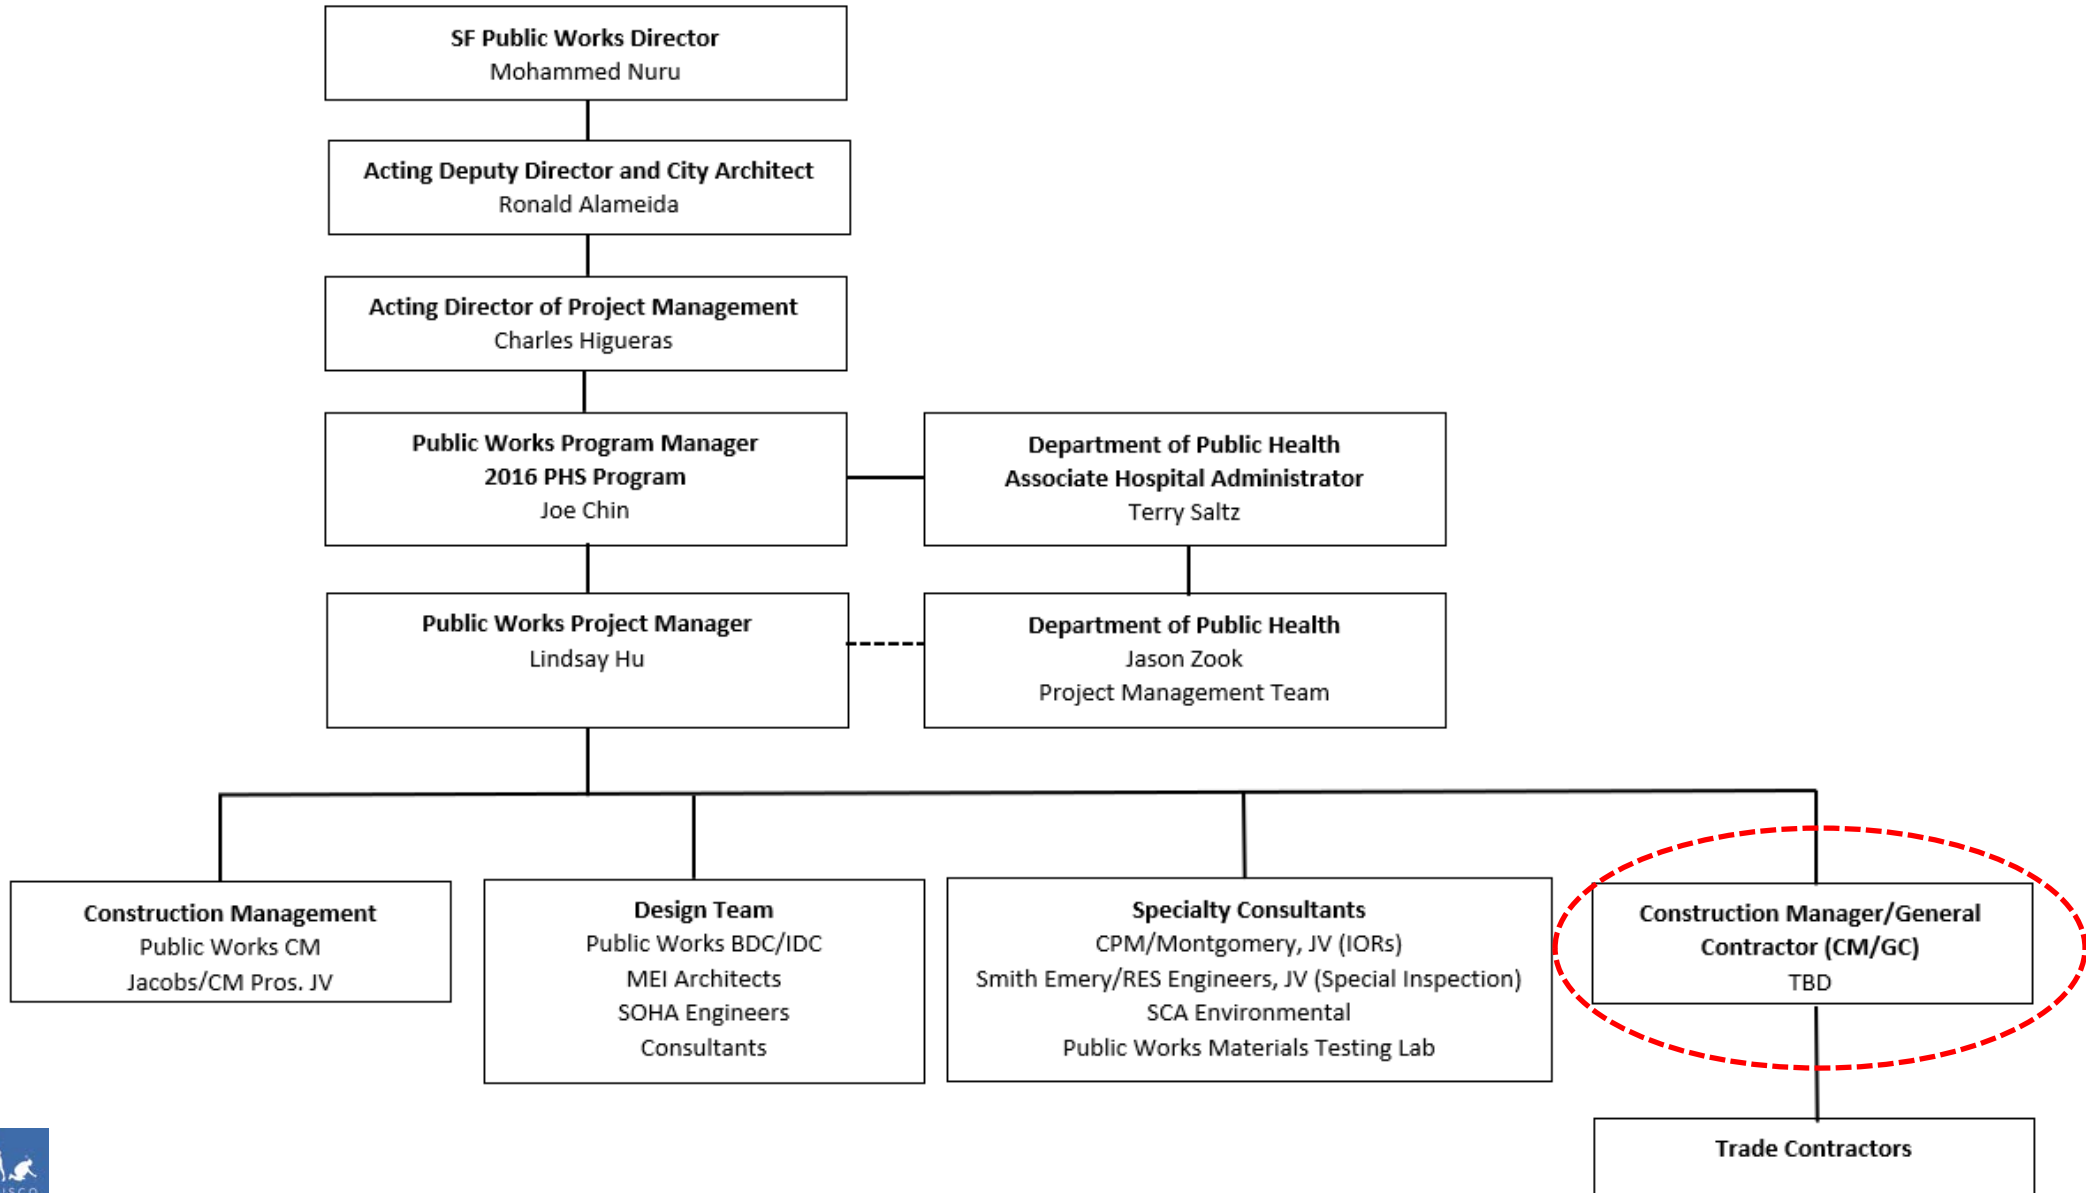 SF Public Works Director
Mohammed Nuru
Acting Deputy Director and City Architect
Ronald Alameida
Acting Director of Project Management
Charles Higueras
Public Works Program Manager
2016 PHS Program
Joe Chin
Department of Public Health
Associate Hospital Administrator
Terry Saltz
Public Works Project Manager
Lindsay Hu
Department of Public Health
Jason Zook
Project Management Team
Construction Management
Public Works CM
Jacobs/CM Pros. JV
Design Team
Public Works BDC/IDC
MEI Architects
SOHA Engineers
Consultants
Specialty Consultants
CPM/Montgomery, JV (IORs)
Smith Emery/RES Engineers, JV (Special Inspection)
SCA Environmental
Public Works Materials Testing Lab
Construction Manager/General
Contractor (CM/GC)
TBD
Trade Contractors